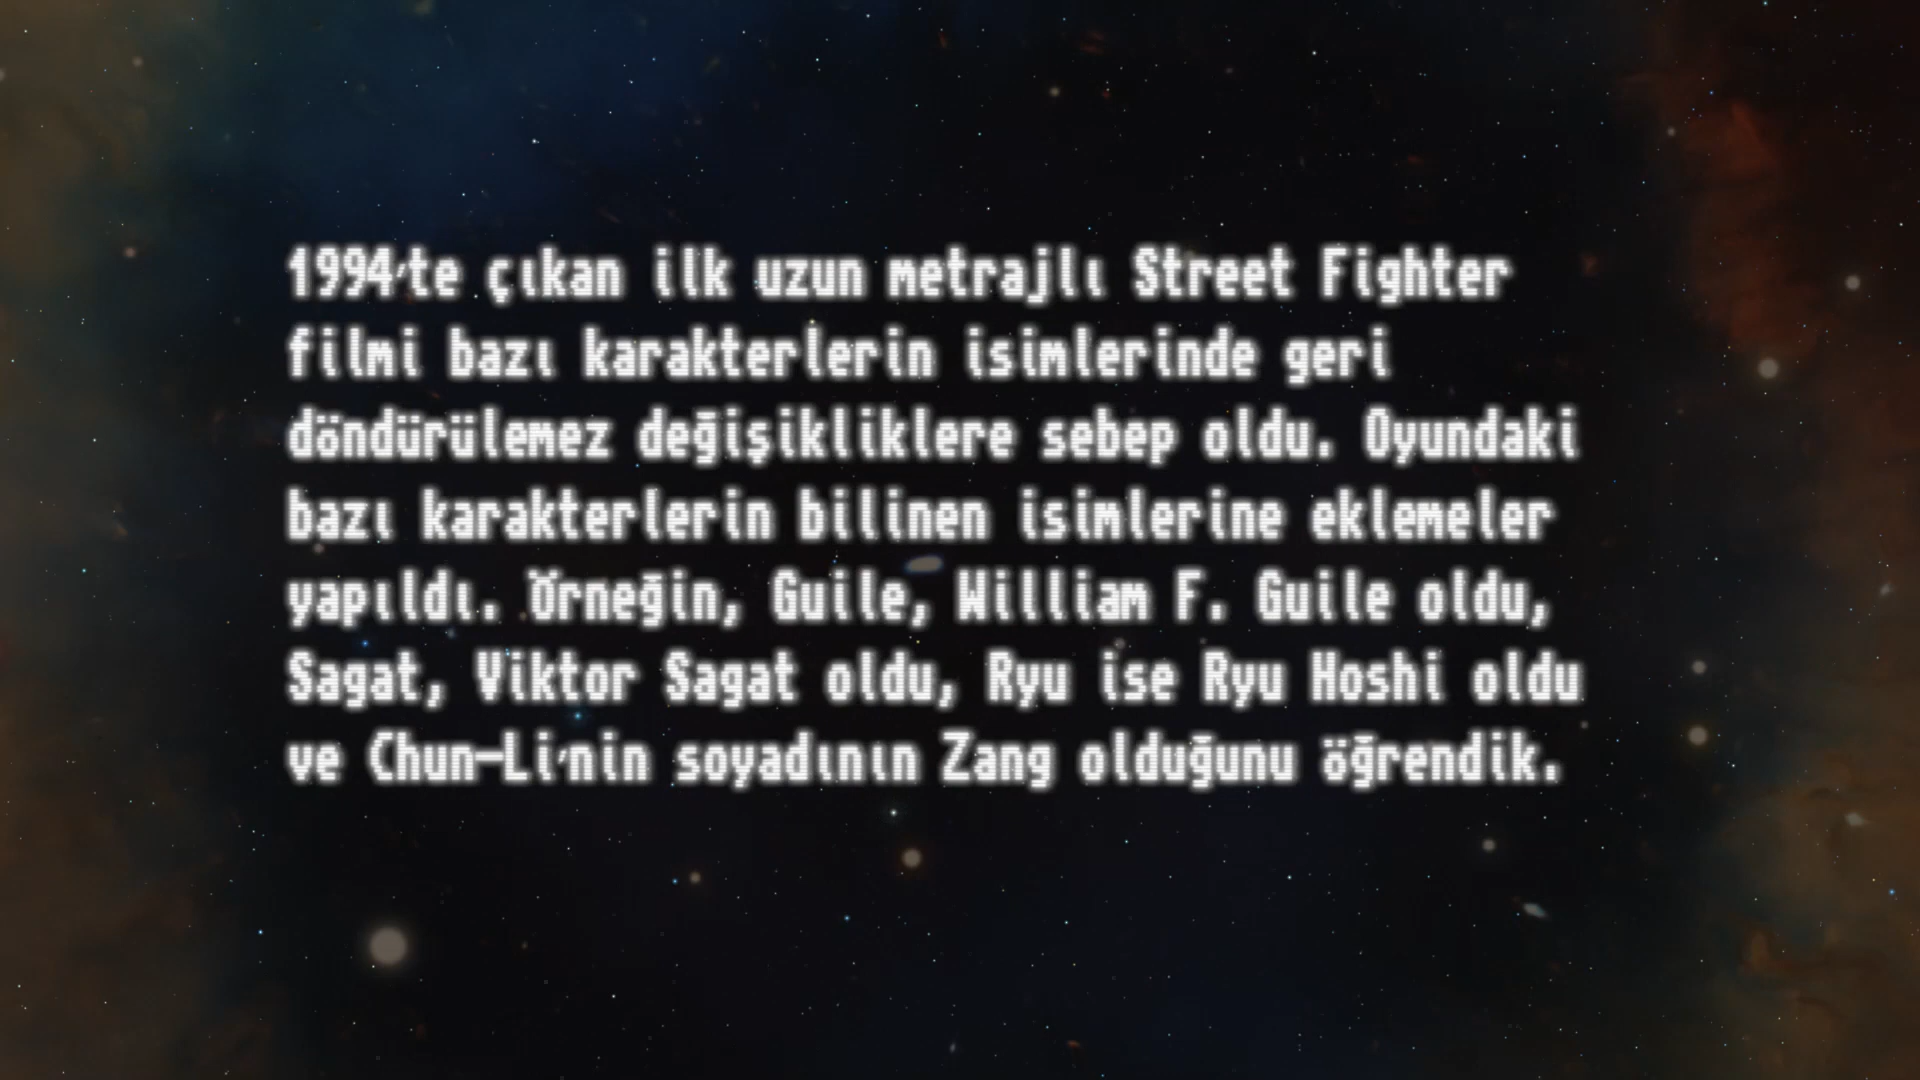 1994'te çıkan ilk uzun metrajlı Street Fighter
filmi bazı karakterlerin isimlerinde geri
döndürülemez değişikliklere sebep oldu. Oyundaki
bazı karakterlerin bilinen isimlerine eklemeler
yapıldı. Örneğin, Guile, William F. Guile oldu,
Sagat, Viktor Sagat oldu, Ryu ise Ryu Hoshi oldu
ve Chun-Li'nin soyadının Zang olduğunu öğrendik.